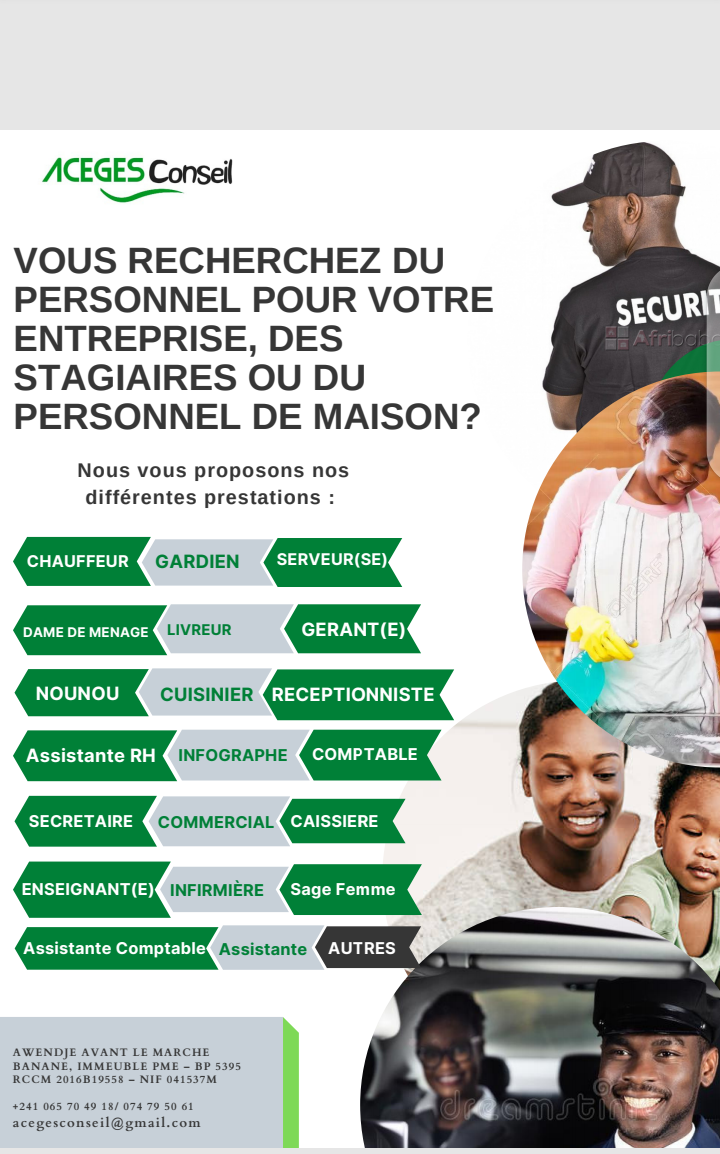 ACEGES Conseil
VOUS RECHERCHEZ DU
PERSONNEL POUR VOTRE
ENTREPRISE, DES
STAGIAIRES OU DU
PERSONNEL DE MAISON?
Nous vous proposons nos
différentes prestations :
CHAUFFEUR GARDIEN SERVEUR(SE)
DAME DE MENAGE LIVREUR GERANT(E)
NOUNOU CUISINIER RECEPTIONNISTE
Assistante RH INFOGRAPHE COMPTABLE
SECRETAIRE COMMERCIAL CAISSIERE
ENSEIGNANT(E) INFIRMIÈRE Sage Femme
Assistante Comptable Assistante AUTRES
AWENDJE AVANT LE MARCHE
BANANE, IMMEUBLE PME – BP 5395
RCCM 2016B19558 – NIF 041537M
+241 065 70 49 18/ 074 79 50 61
acegesconseil@gmail.com
SECURIT
Afribaba
dreamstime